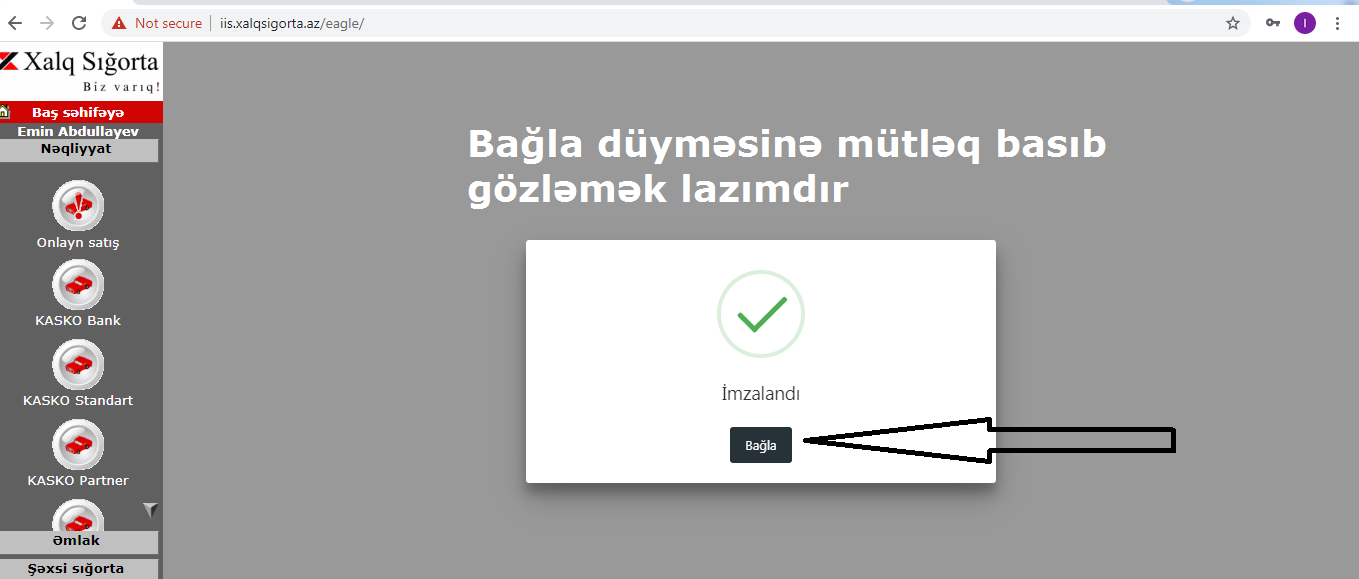 Not secure
iis.xalqsigorta.az/eagle/
I
Xalq Sığorta
Biz varıq!
Baş səhifəyə
Emin Abdullayev
Nəqliyyat
Onlayn satış
KASKO Bank
KASKO Standart
KASKO Partner
Əmlak
Şəxsi sığorta
Bağla düyməsinə mütləq basıb
gözləmək lazımdır
İmzalandı
Bağla